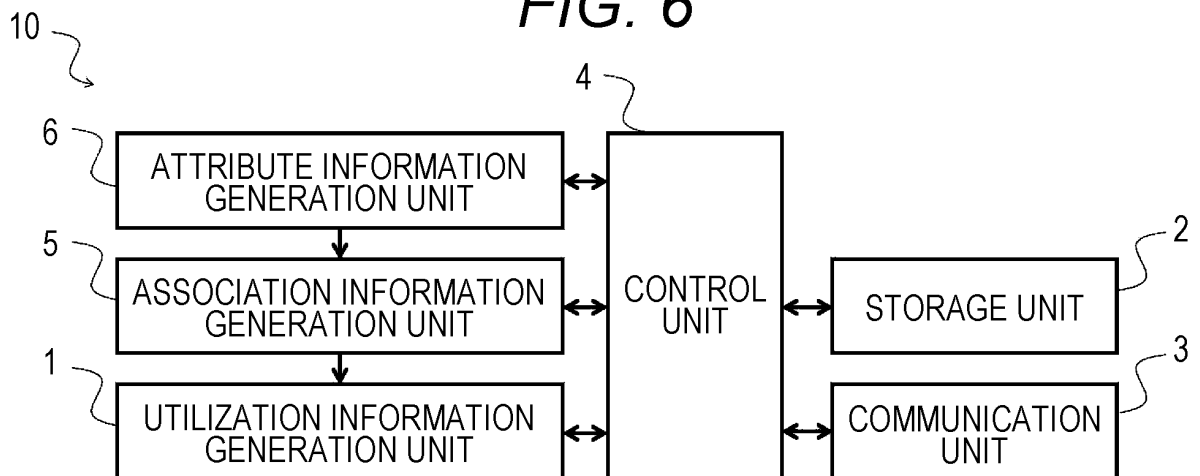 FIG. 6
10
4
6
ATTRIBUTE INFORMATION
GENERATION UNIT
5
ASSOCIATION INFORMATION
GENERATION UNIT
CONTROL
UNIT
2
STORAGE UNIT
1
UTILIZATION INFORMATION
GENERATION UNIT
3
COMMUNICATION
UNIT